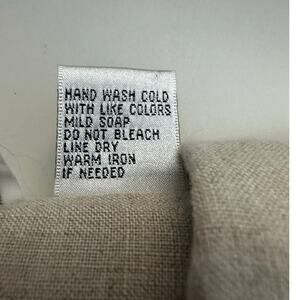 HAND WASH COLD
WITH LIKE COLORS
MILD SOAP
DO NOT BLEACH
LINE DRY
WARM IRON
IF NEEDED